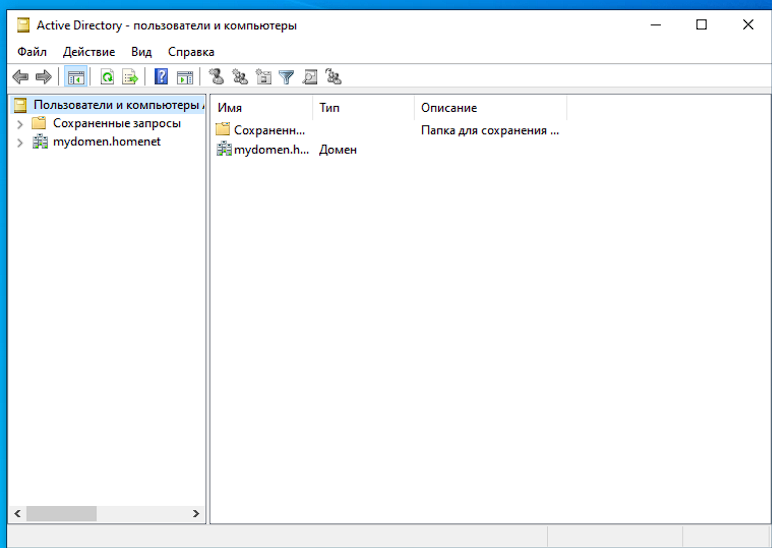 Active Directory - пользователи и компьютеры
Файл Действие Вид Справка
Пользователи и компьютеры
Сохраненные запросы
mydomen.homenet
Имя Тип Описание
Сохраненн... Папка для сохранения ...
mydomen.h... Домен